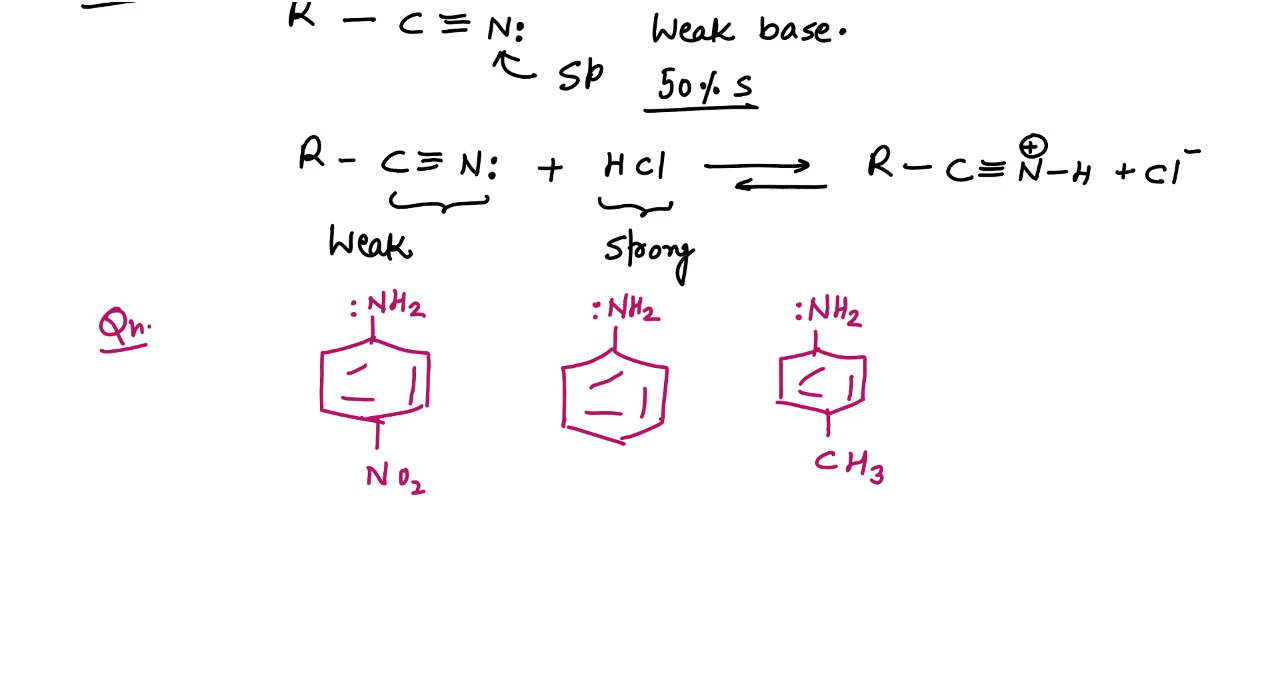 R - C ≡ N: Weak base.
sp 50% s
R - C ≡ N: + HCl ⇌ R - C ≡ N⊕-H + Cl⁻
Weak Strong
Qn. :NH₂ :NH₂ :NH₂
NO₂ CH₃